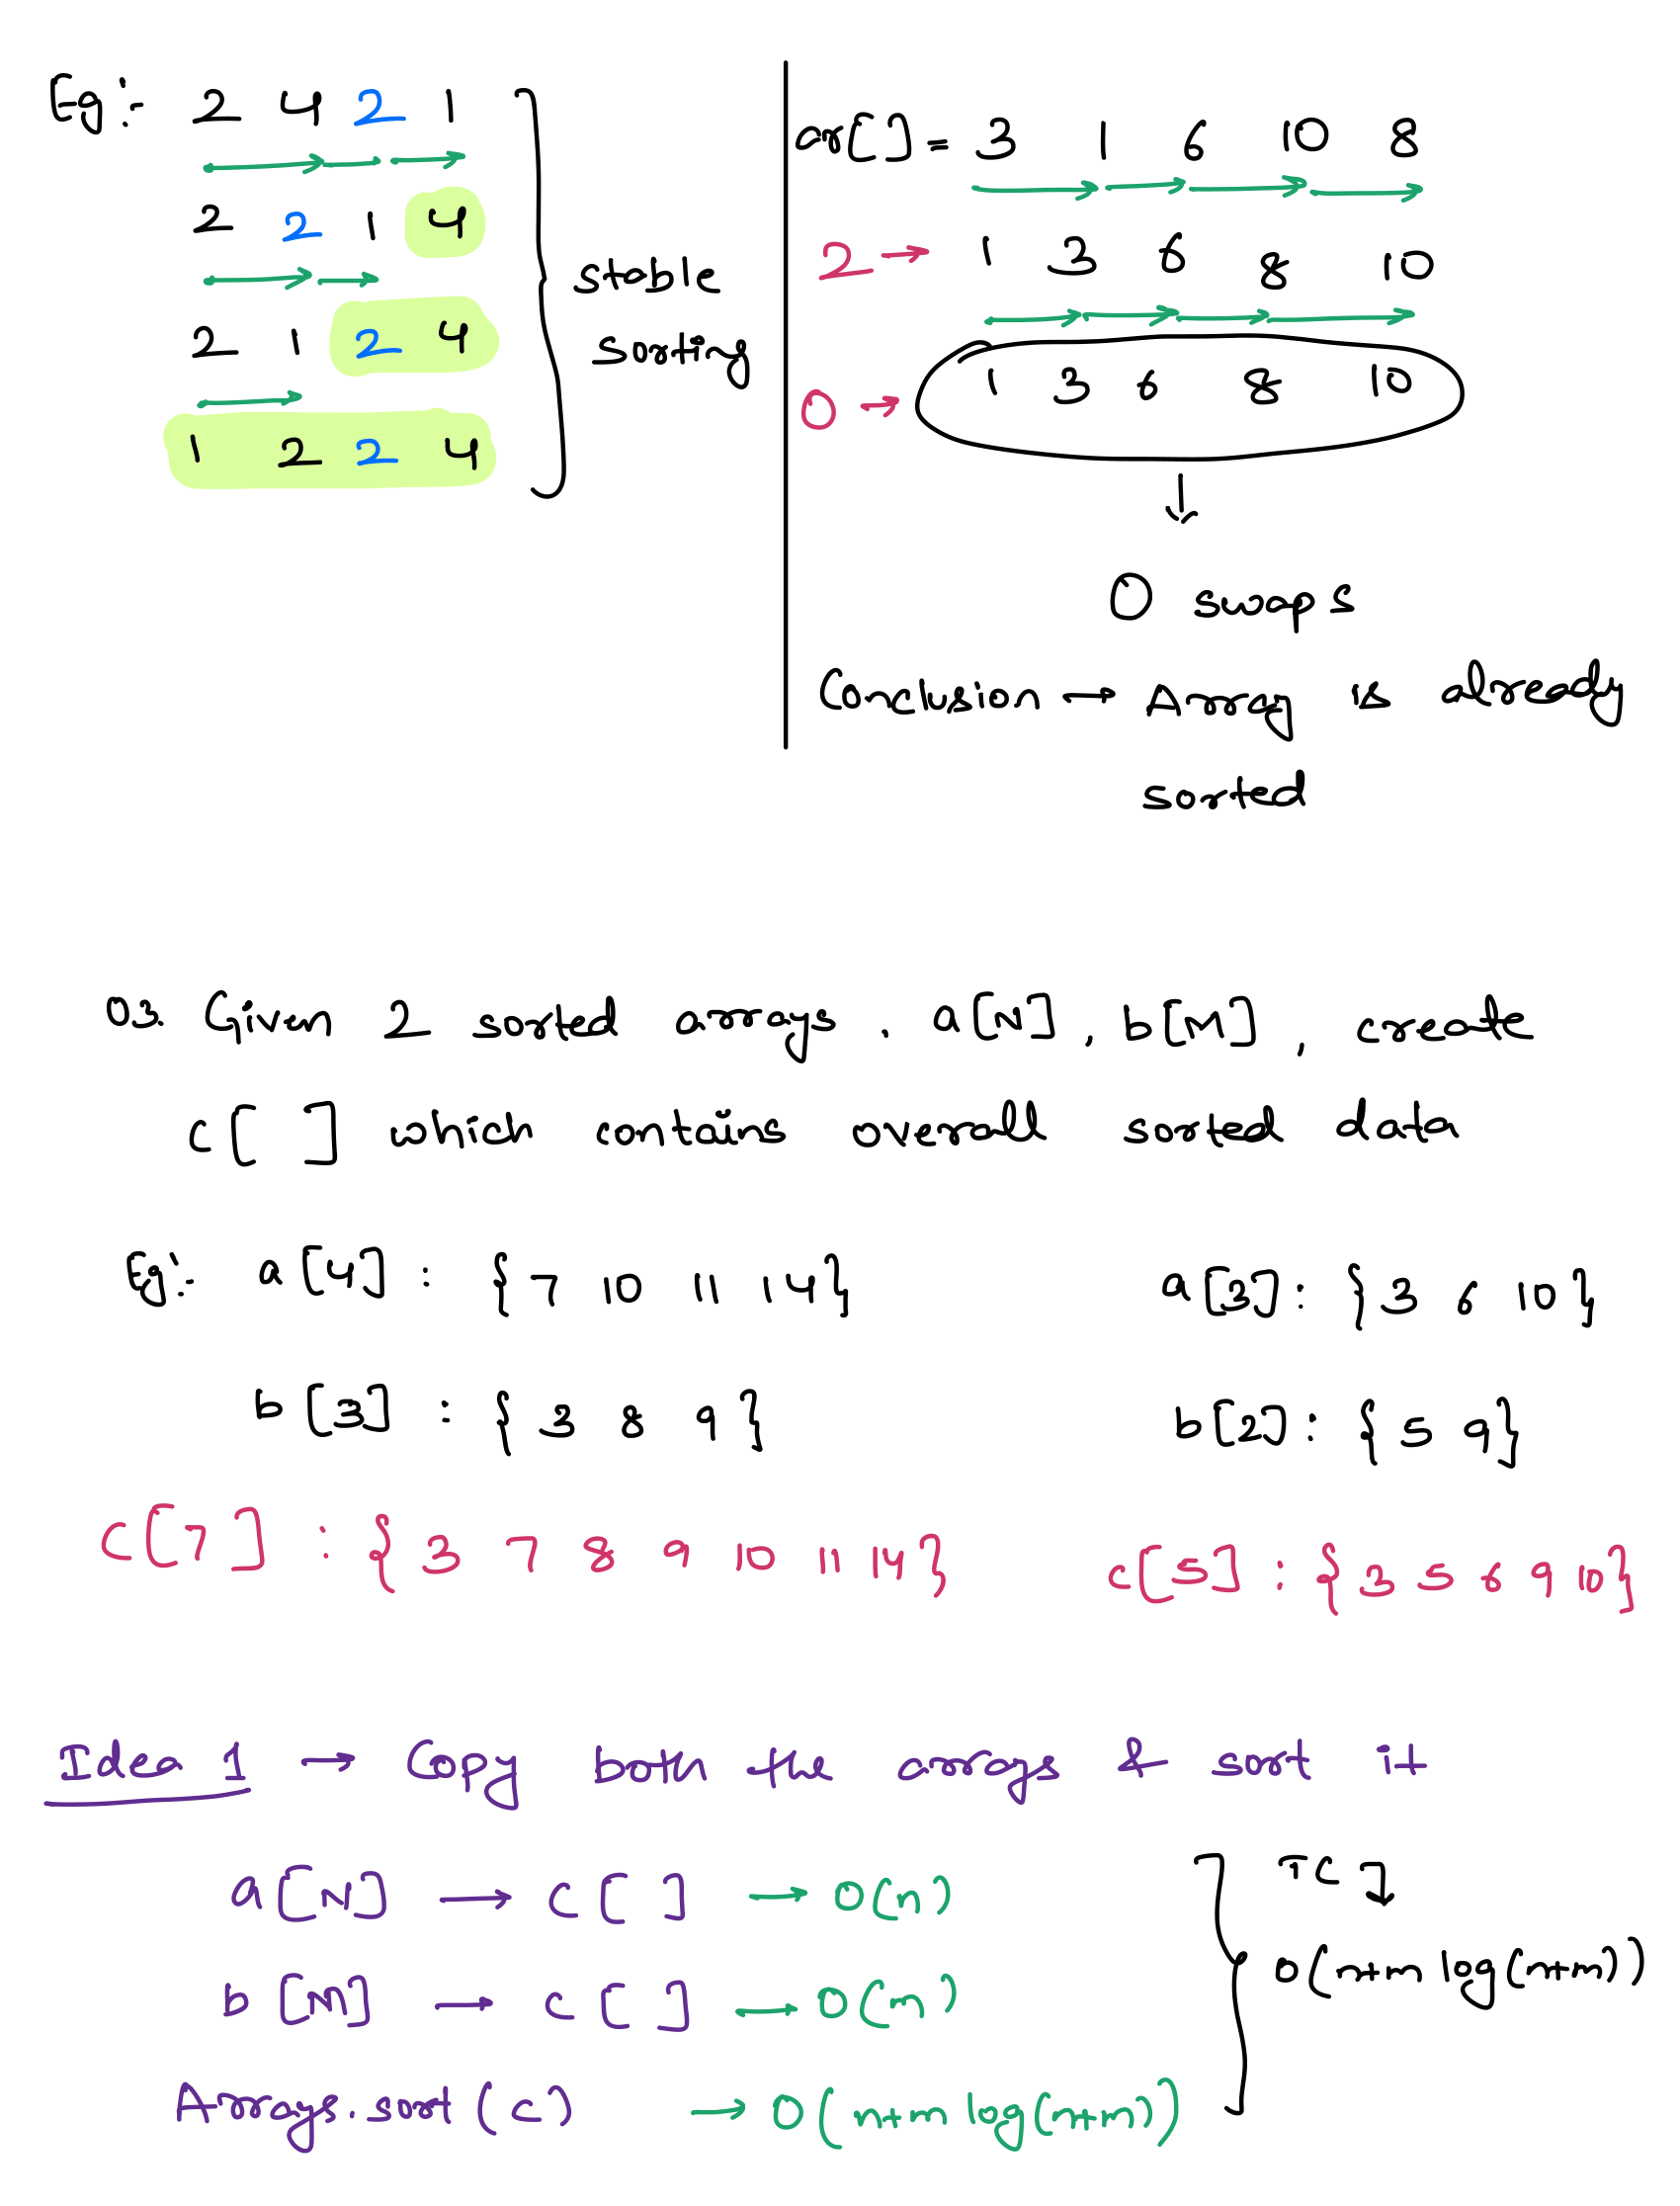 Eg:- 2 4 2 1
2 2 1 4
2 1 2 4
1 2 2 4
stable
sorting
ar[] = 3 1 6 10 8
2 → 1 3 6 8 10
0 → 1 3 6 8 10
↓
0 swaps
Conclusion → Array is already
sorted
03. Given 2 sorted arrays. a[N], b[M], create
c[ ] which contains overall sorted data
Eg:- a[4] : {7 10 11 14}
b[3] : {3 8 9}
c[7] : {3 7 8 9 10 11 14}
a[3]: {3 6 10}
b[2]: {5 9}
c[5] : {3 5 6 9 10}
Idea 1 → Copy both the arrays & sort it
a[N] → c[ ] → O(n)
b[M] → c[ ] → O(m)
Arrays.sort(c) → O(n+m log(n+m))
TC ↓
O(n+m log(n+m))